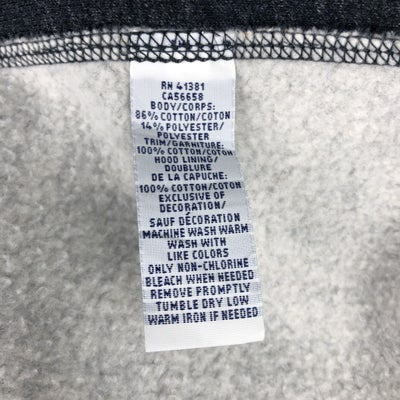 RN 41381
CA56658
BODY/CORPS:
86% COTTON/COTON
14% POLYESTER/
POLYESTER
TRIM/GARNITURE:
100% COTTON/COTON
HOOD LINING/
DOUBLURE
DE LA CAPUCHE:
100% COTTON/COTON
EXCLUSIVE OF
DECORATION/
SAUF DÉCORATION
MACHINE WASH WARM
WASH WITH
LIKE COLORS
ONLY NON-CHLORINE
BLEACH WHEN NEEDED
REMOVE PROMPTLY
TUMBLE DRY LOW
WARM IRON IF NEEDED